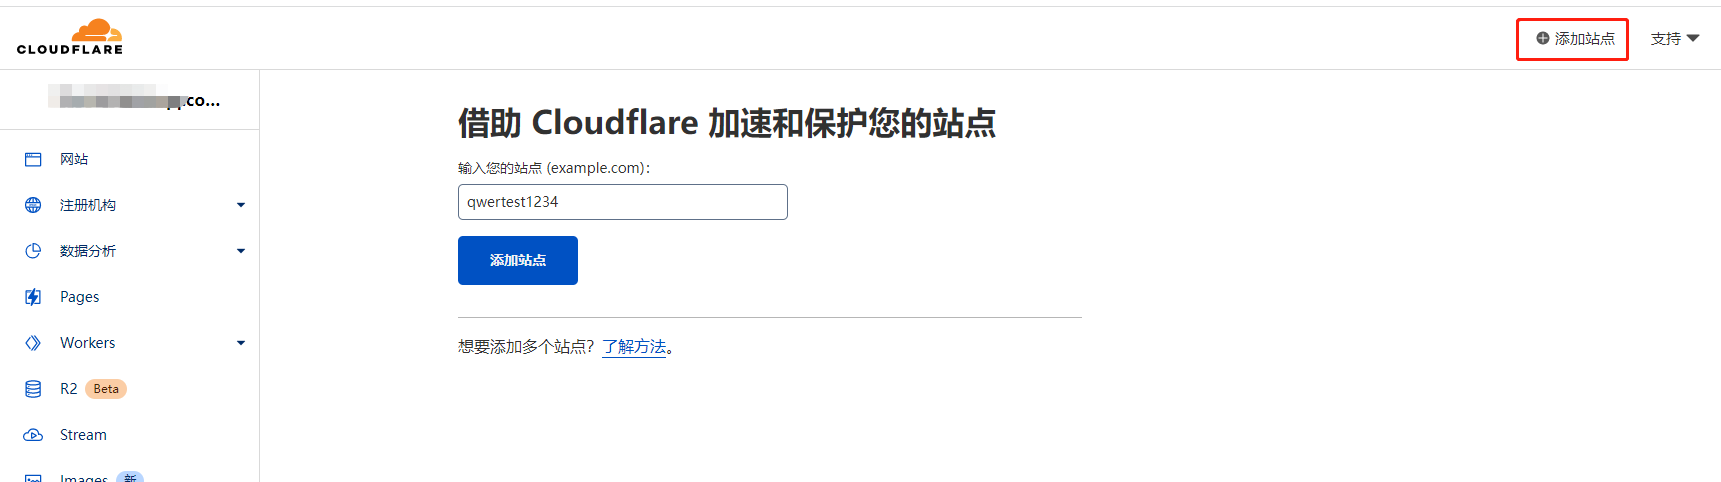 CLOUDFLARE
添加站点
支持
.co...
网站
注册机构
数据分析
Pages
Workers
R2 Beta
Stream
Images 新
借助 Cloudflare 加速和保护您的站点
输入您的站点 (example.com)：
qwertest1234
添加站点
想要添加多个站点？了解方法。